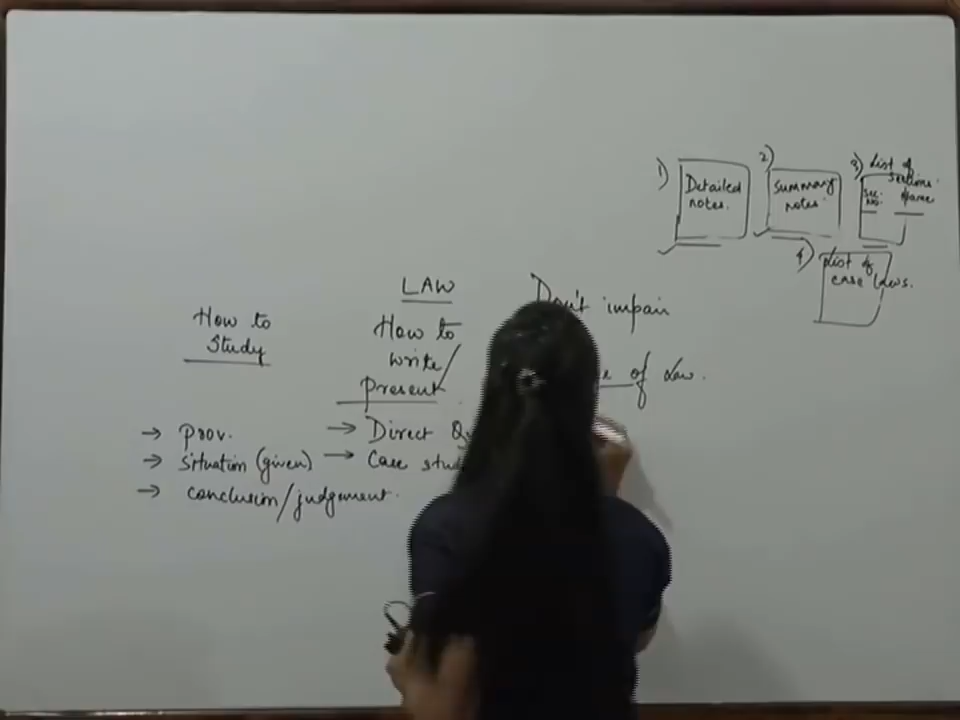 LAW
How to
Study
→ Prov.
→ situation (given)
→ conclusion/judgement.
How to
write/
Present
→ Direct
→ Case
Don't impair
of Law.
1) Detailed
notes.
2) Summary
notes.
3) List of
Sections.
Sec.
No. Name
4) List of
case laws.